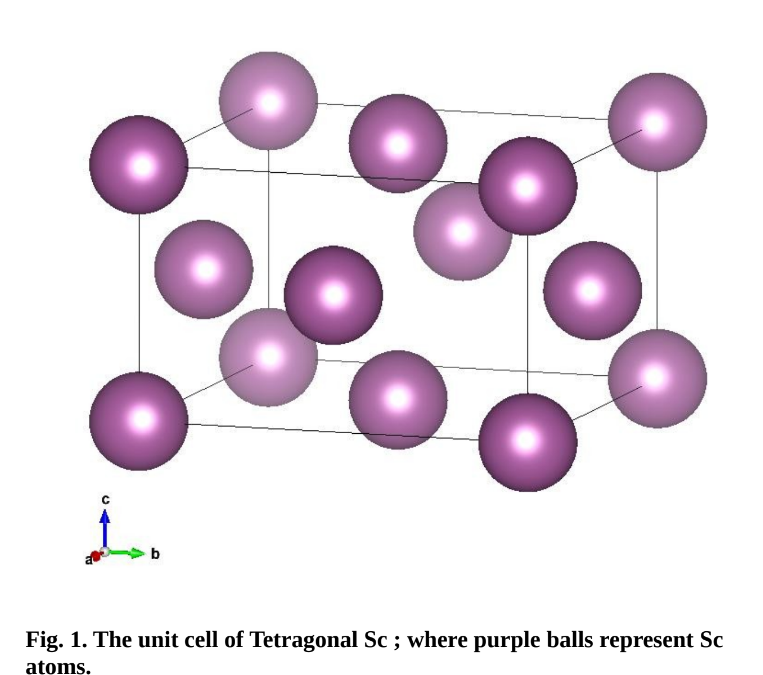 c
a
b
Fig. 1. The unit cell of Tetragonal Sc ; where purple balls represent Sc
atoms.